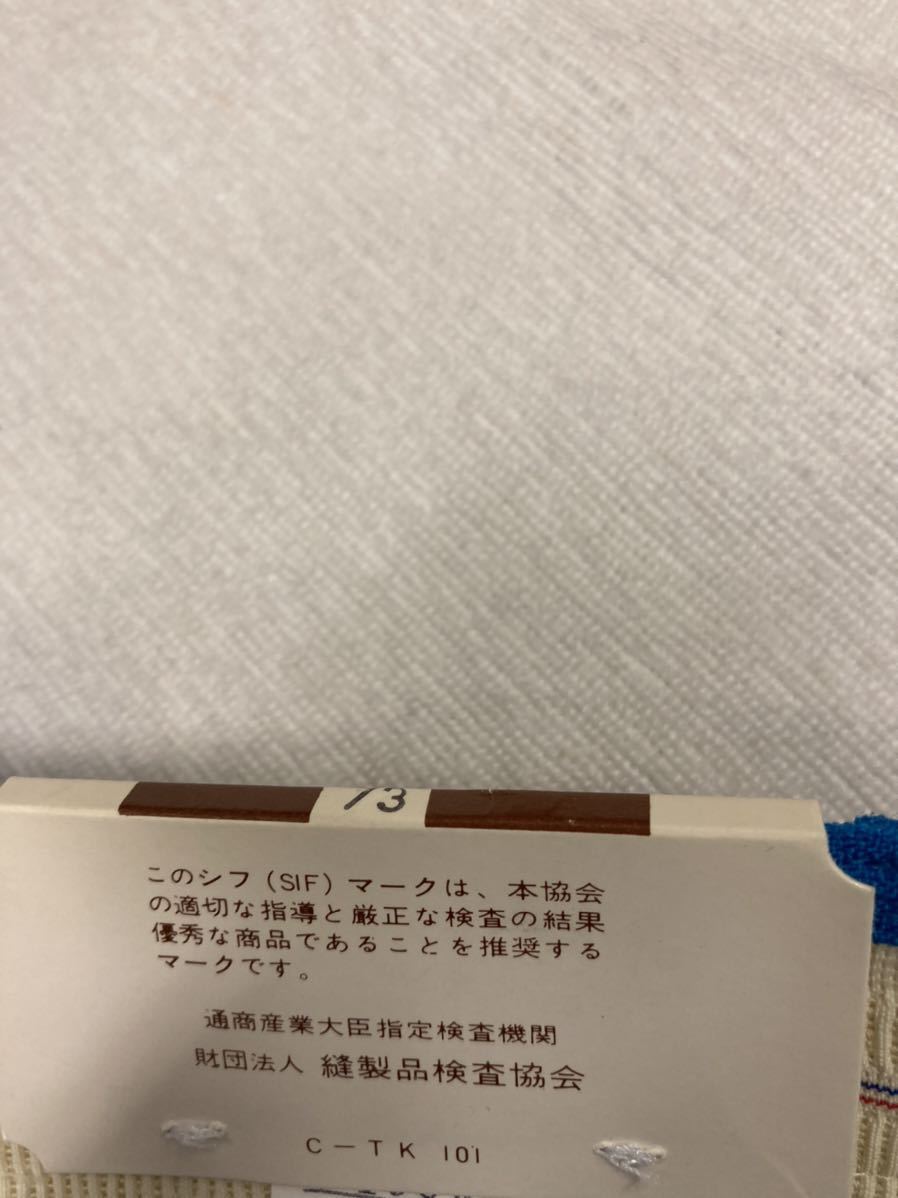 73
このシフ(SIF)マークは、本協会
の適切な指導と厳正な検査の結果
優秀な商品であることを推奨する
マークです。
通商産業大臣指定検査機関
財団法人 縫製品検査協会
C－TK 101